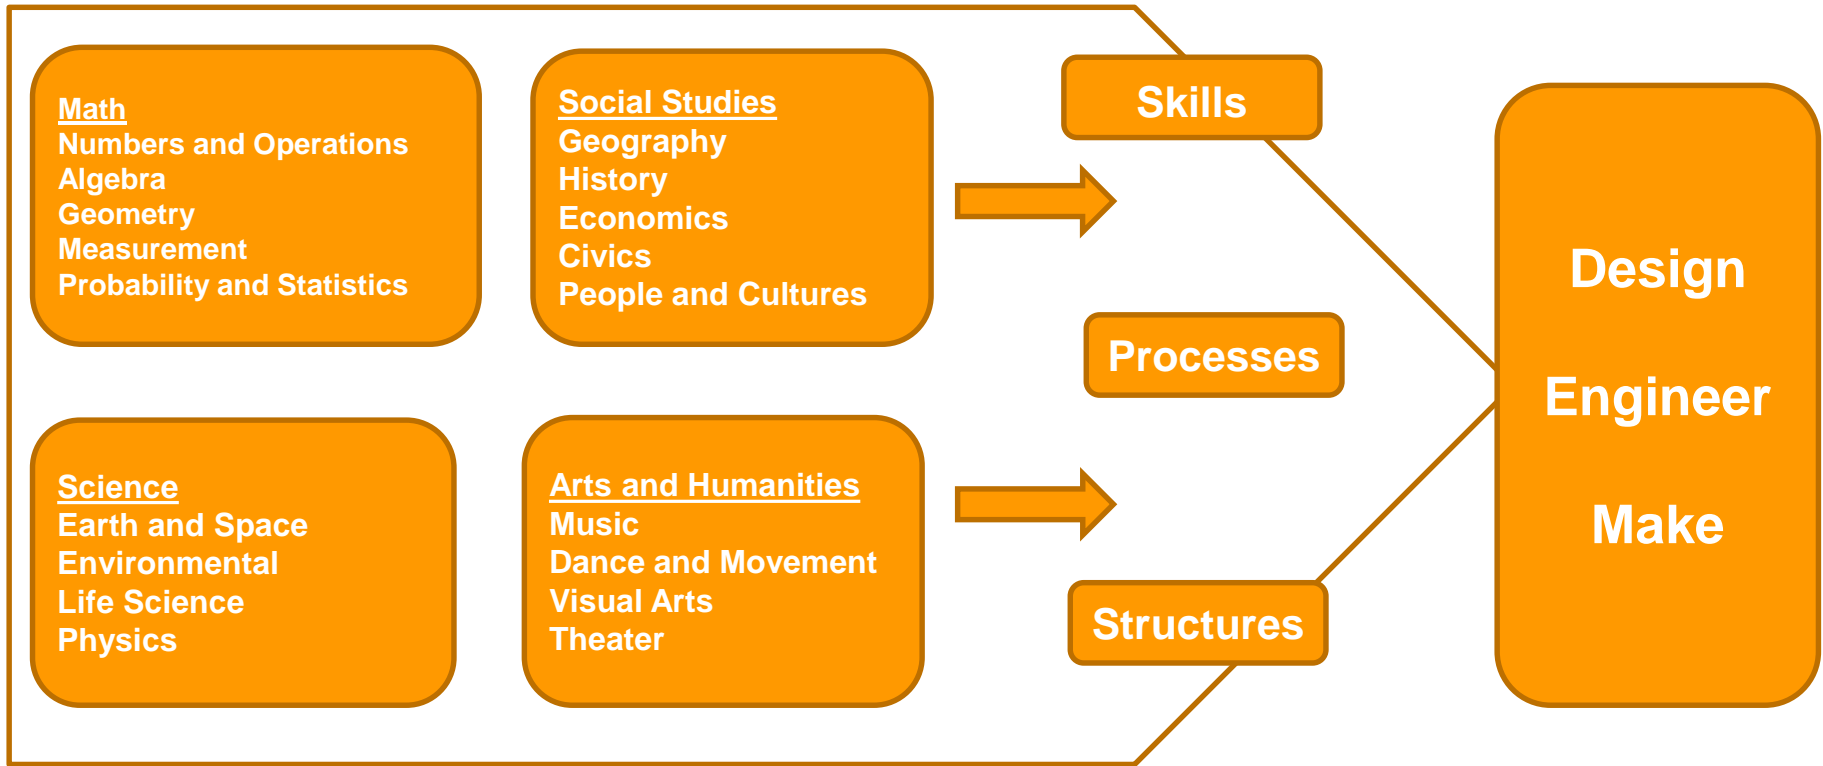 Math
Numbers and Operations
Algebra
Geometry
Measurement
Probability and Statistics
Social Studies
Geography
History
Economics
Civics
People and Cultures
Science
Earth and Space
Environmental
Life Science
Physics
Arts and Humanities
Music
Dance and Movement
Visual Arts
Theater
Skills
Processes
Structures
Design
Engineer
Make